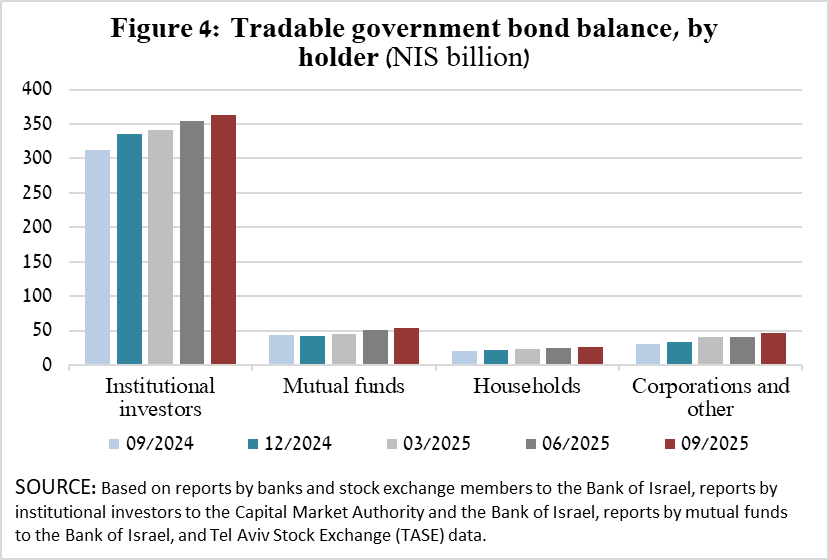 Figure 4: Tradable government bond balance, by
holder (NIS billion)
400
350
300
250
200
150
100
50
0
Institutional
investors
Mutual funds
Households
Corporations and
other
09/2024
12/2024
03/2025
06/2025
09/2025
SOURCE: Based on reports by banks and stock exchange members to the Bank of Israel, reports by
institutional investors to the Capital Market Authority and the Bank of Israel, reports by mutual funds
to the Bank of Israel, and Tel Aviv Stock Exchange (TASE) data.